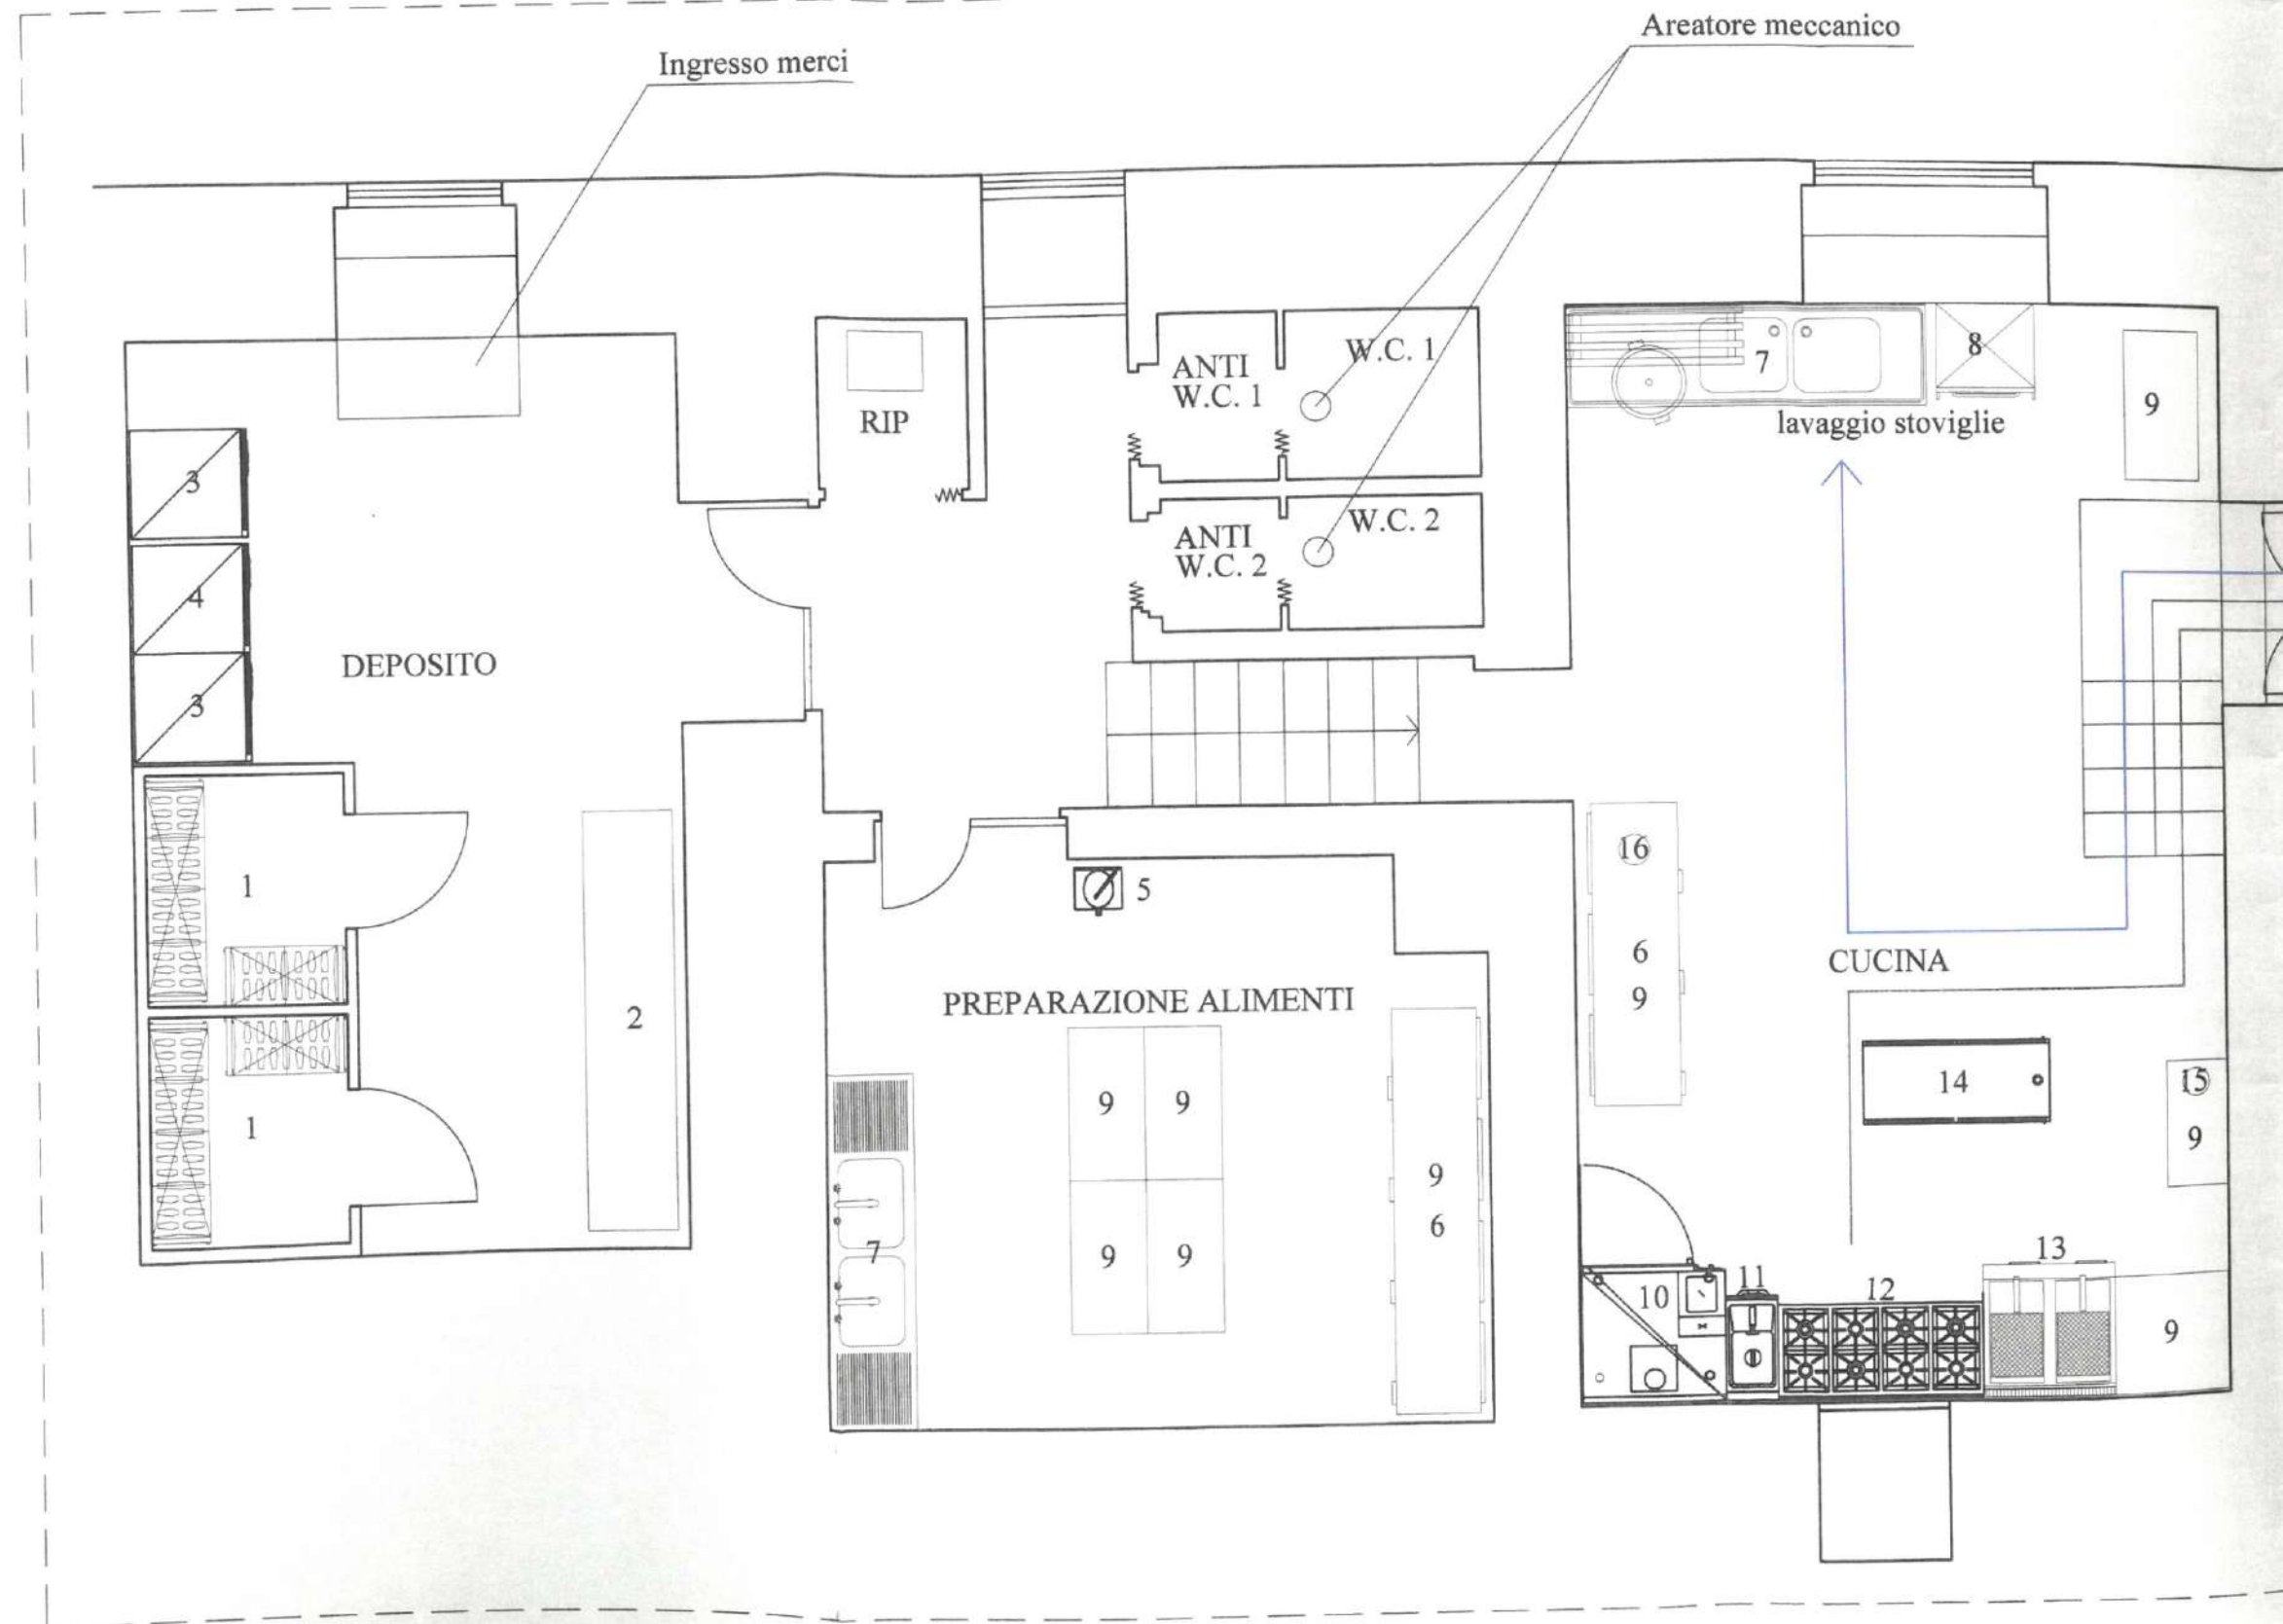 Areatore meccanico
Ingresso merci
W.C. 1
ANTI
W.C. 1
RIP
7
8
9
lavaggio stoviglie
3
W.C. 2
ANTI
W.C. 2
4
DEPOSITO
3
16
1
5
6
CUCINA
9
PREPARAZIONE ALIMENTI
2
14
15
9
9
9
1
9
6
7
9
9
13
10
11
12
9